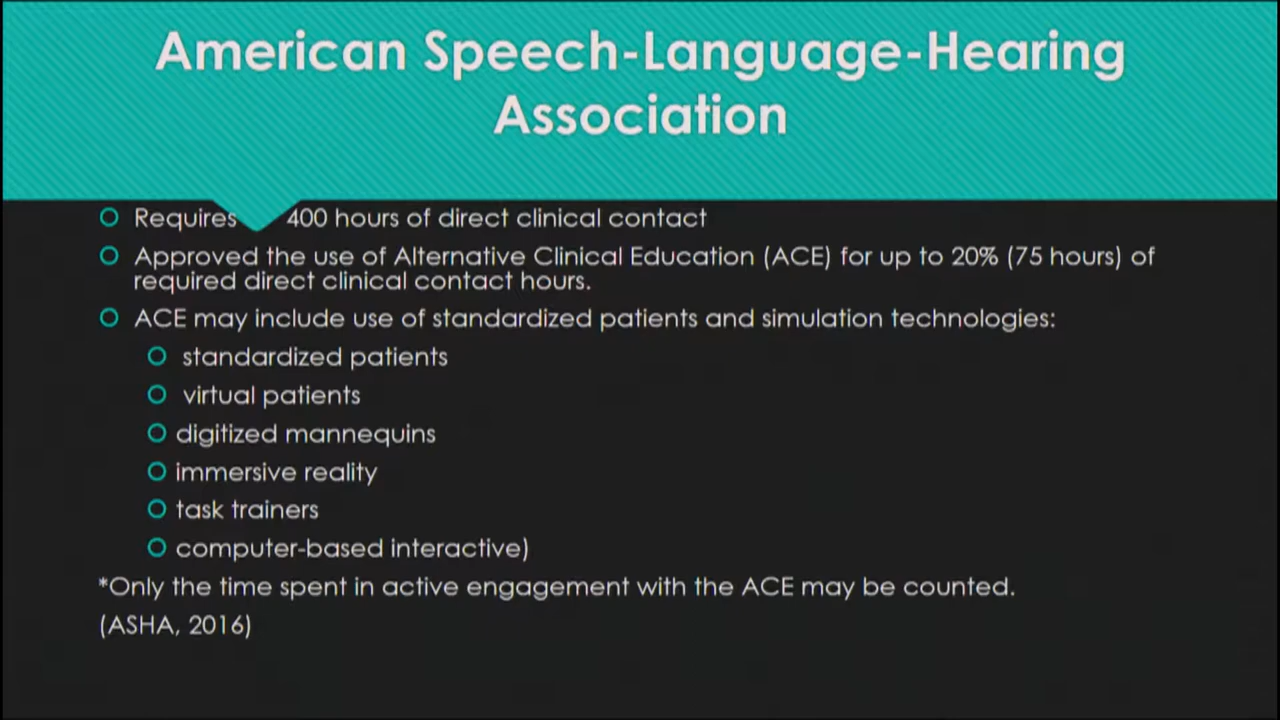 American Speech-Language-Hearing
Association
Requires 400 hours of direct clinical contact
Approved the use of Alternative Clinical Education (ACE) for up to 20% (75 hours) of
required direct clinical contact hours.
ACE may include use of standardized patients and simulation technologies:
standardized patients
virtual patients
digitized mannequins
immersive reality
task trainers
computer-based interactive)
*Only the time spent in active engagement with the ACE may be counted.
(ASHA, 2016)